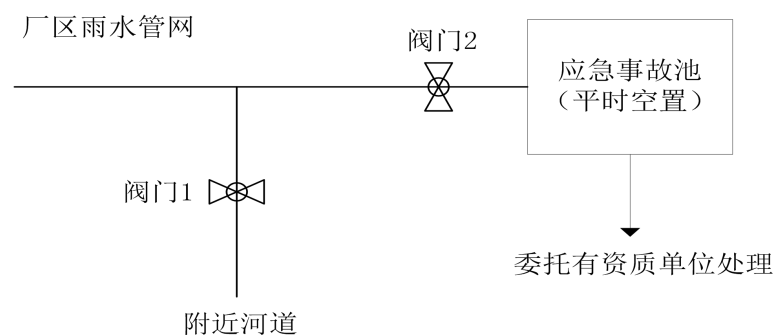 厂区雨水管网
阀门2
应急事故池
（平时空置）
阀门1
委托有资质单位处理
附近河道